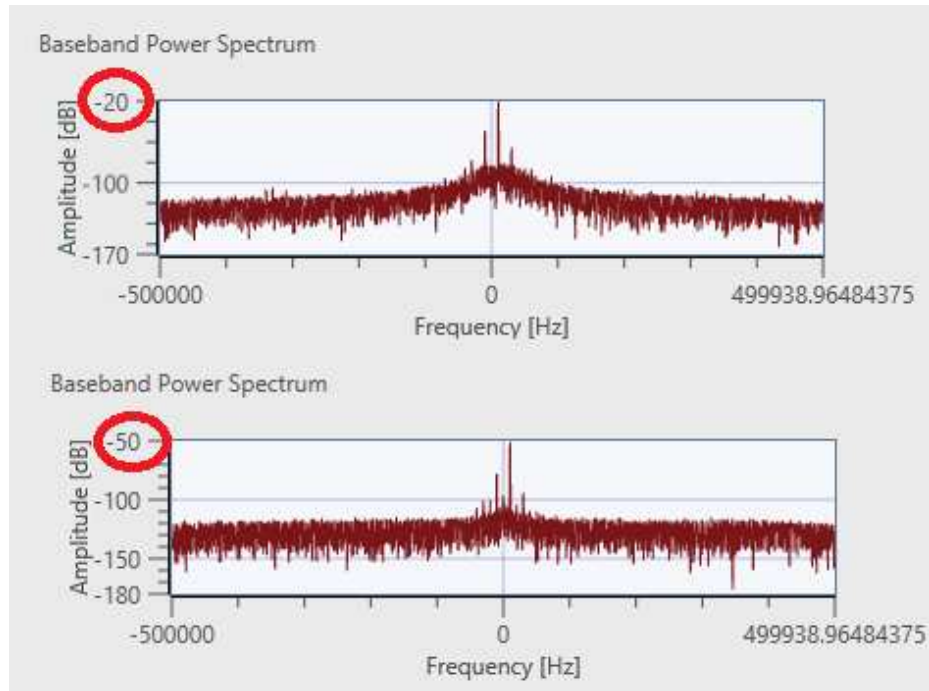 Baseband Power Spectrum
Amplitude [dB]
-20
-100
-170
-500000 0 499938.96484375
Frequency [Hz]
Baseband Power Spectrum
Amplitude [dB]
-50
-100
-150
-180
-500000 0 499938.96484375
Frequency [Hz]